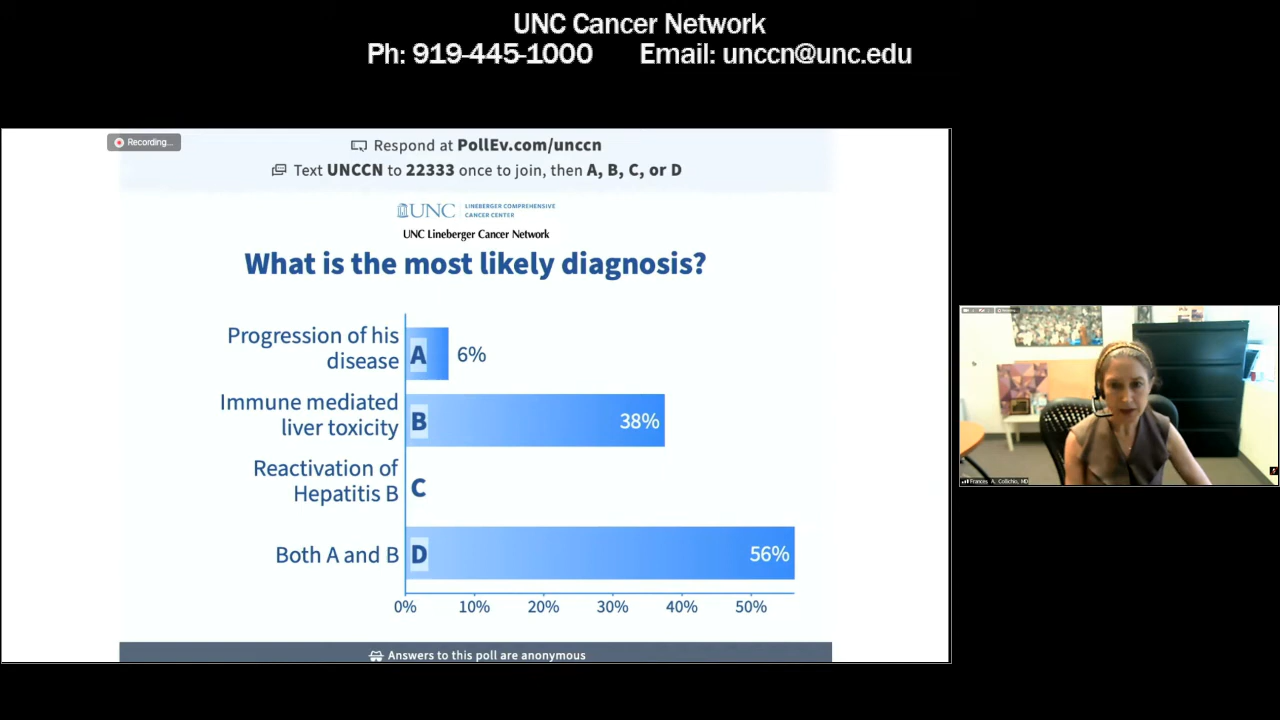 UNC Cancer Network
Ph: 919-445-1000 Email: unccn@unc.edu
Recording...
Respond at PollEv.com/unccn
Text UNCCN to 22333 once to join, then A, B, C, or D
UNC LINEBERGER COMPREHENSIVE
CANCER CENTER
UNC Lineberger Cancer Network
What is the most likely diagnosis?
Progression of his
disease
A
6%
Immune mediated
liver toxicity
B
38%
Reactivation of
Hepatitis B
C
Both A and B
D
56%
0% 10% 20% 30% 40% 50%
Answers to this poll are anonymous
Frances A. Collichio, MD